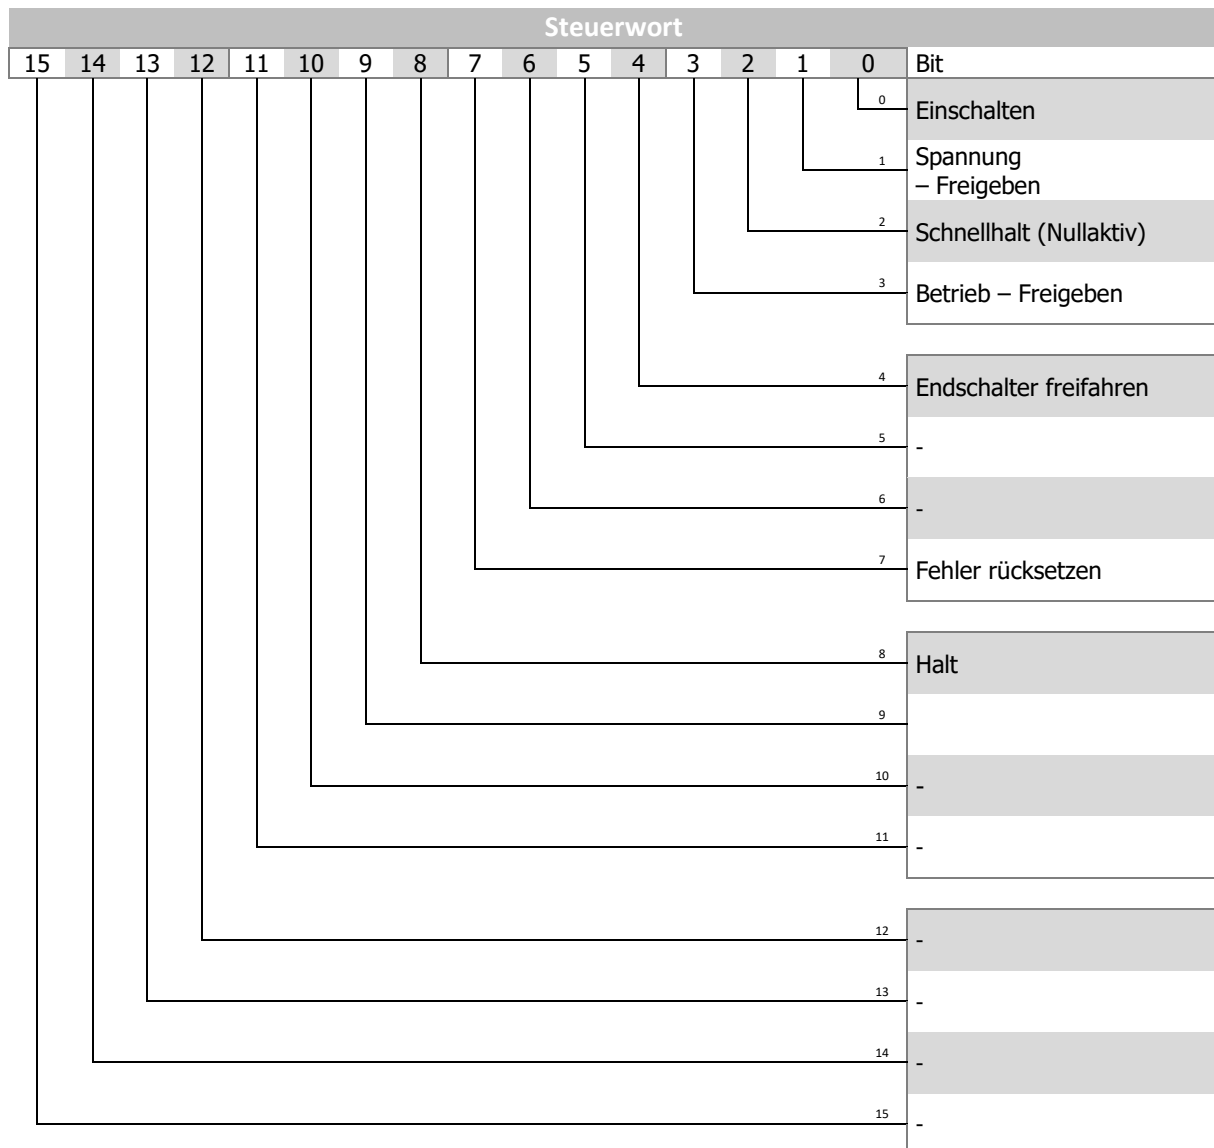 Steuerwort
15 14 13 12 11 10 9 8 7 6 5 4 3 2 1 0 Bit
0 Einschalten
1 Spannung
– Freigeben
2 Schnellhalt (Nullaktiv)
3 Betrieb – Freigeben
4 Endschalter freifahren
5 -
6 -
7 Fehler rücksetzen
8 Halt
9
10 -
11 -
12 -
13 -
14 -
15 -